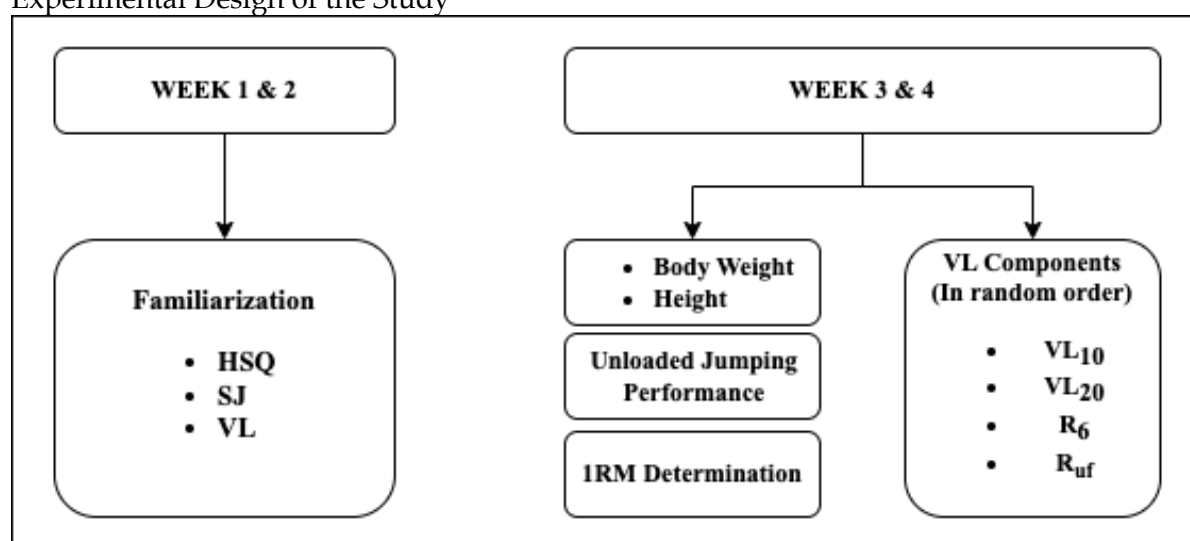 Experimental Design of the Study
WEEK 1 & 2
Familiarization
• HSQ
• SJ
• VL
WEEK 3 & 4
• Body Weight
• Height
Unloaded Jumping
Performance
1RM Determination
VL Components
(In random order)
• VL10
• VL20
• R6
• Ruf